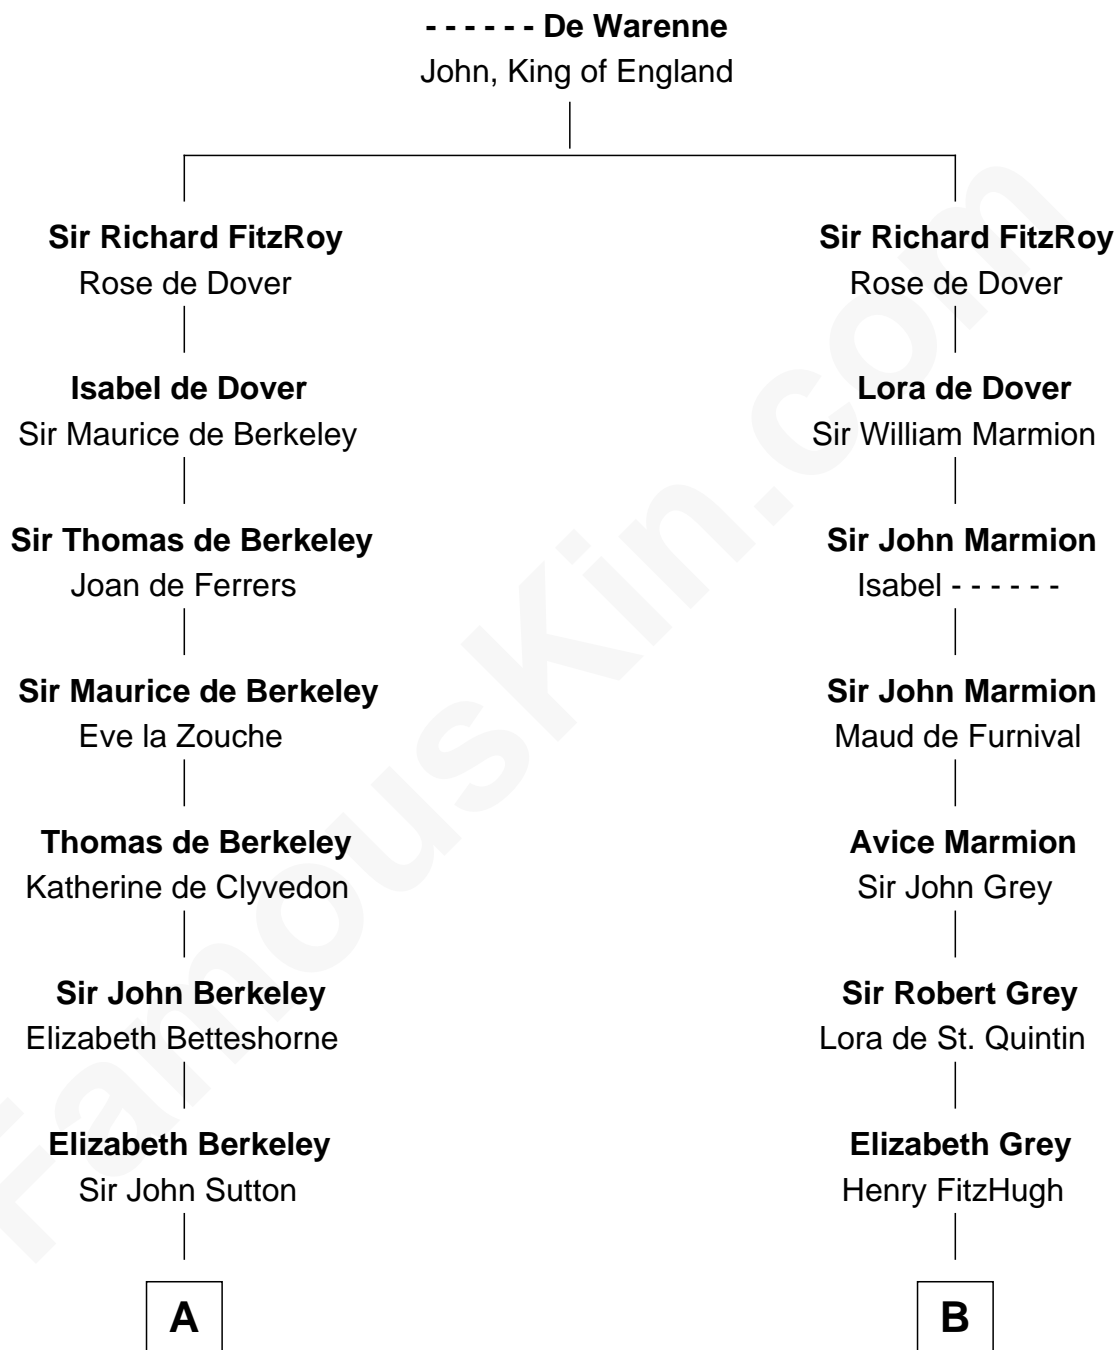 - - - - - - De Warenne
John, King of England
Sir Richard FitzRoy
Rose de Dover
Sir Richard FitzRoy
Rose de Dover
Isabel de Dover
Sir Maurice de Berkeley
Lora de Dover
Sir William Marmion
Sir Thomas de Berkeley
Joan de Ferrers
Sir John Marmion
Isabel - - - - - -
Sir Maurice de Berkeley
Eve la Zouche
Sir John Marmion
Maud de Furnival
Thomas de Berkeley
Katherine de Clyvedon
Avice Marmion
Sir John Grey
Sir John Berkeley
Elizabeth Betteshorne
Sir Robert Grey
Lora de St. Quintin
Elizabeth Berkeley
Sir John Sutton
Elizabeth Grey
Henry FitzHugh
A
B
FamousKin.com